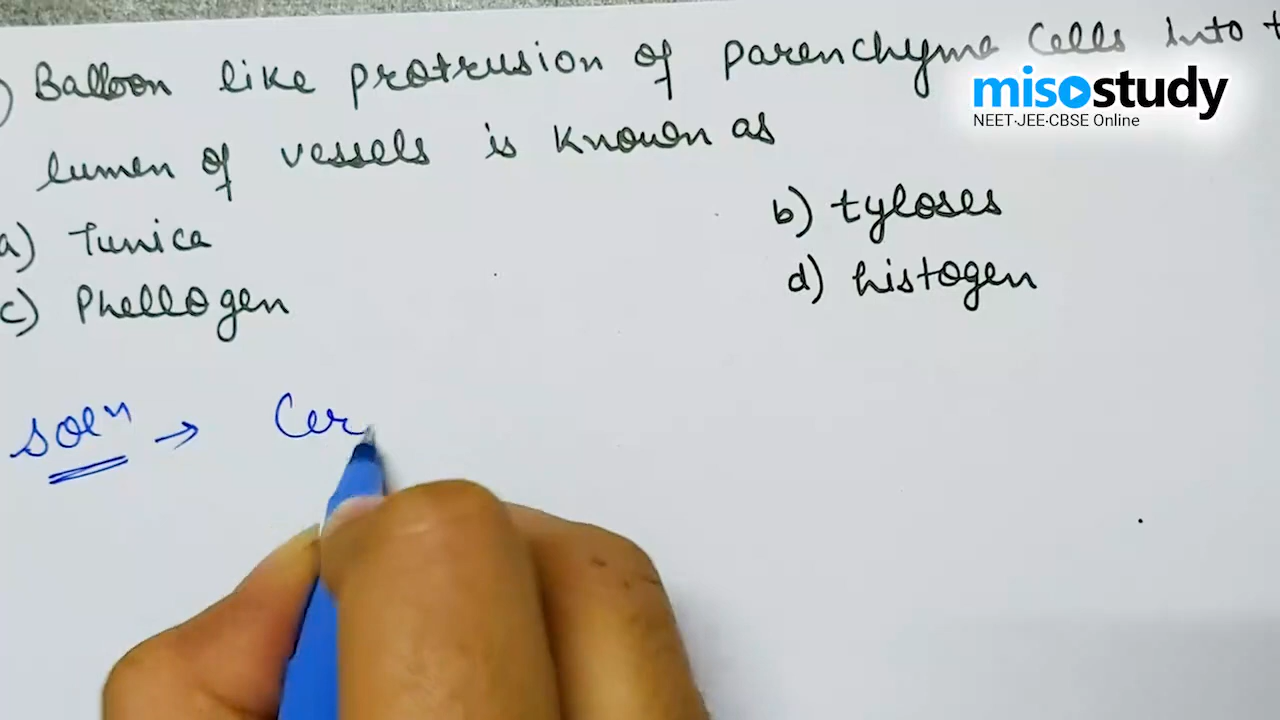 ) Balloon like protrusion of parenchyma Cells into t
lumen of vessels is known as
a) Tunica
b) tyloses
c) Phellogen
d) histogen
Soln → Cer
misostudy
NEET-JEE-CBSE Online